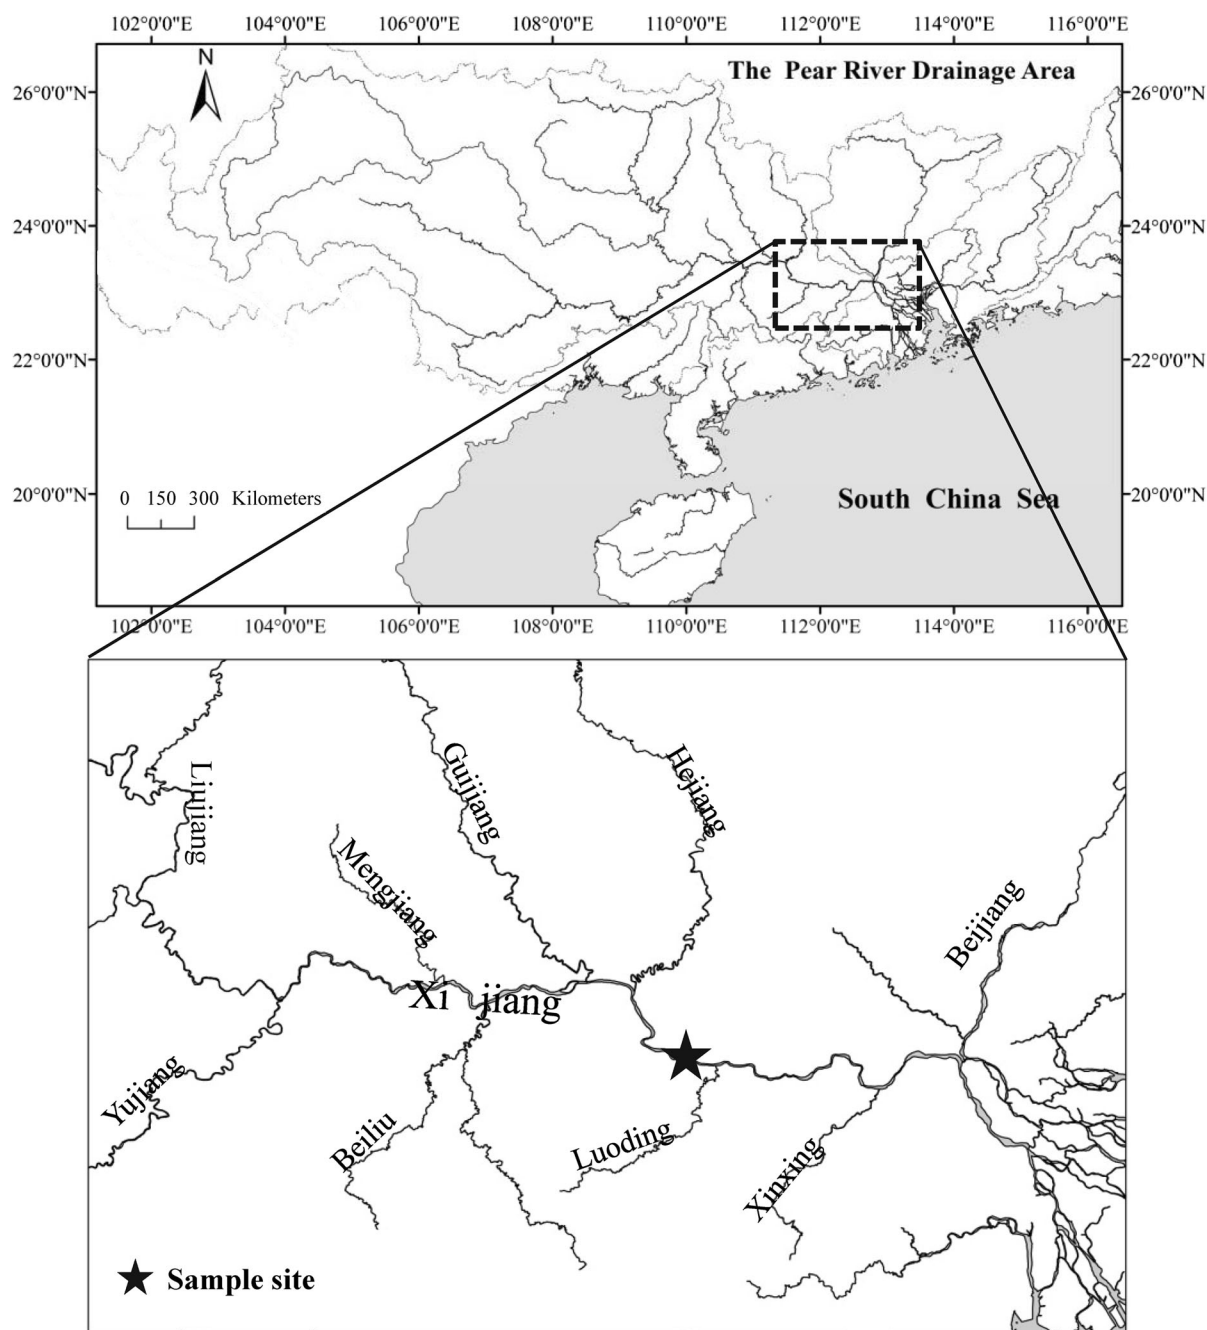 102°0'0"E 104°0'0"E 106°0'0"E 108°0'0"E 110°0'0"E 112°0'0"E 114°0'0"E 116°0'0"E
N
The Pear River Drainage Area
26°0'0"N 26°0'0"N
24°0'0"N 24°0'0"N
22°0'0"N 22°0'0"N
20°0'0"N 20°0'0"N
0 150 300 Kilometers
South China Sea
102°0'0"E 104°0'0"E 106°0'0"E 108°0'0"E 110°0'0"E 112°0'0"E 114°0'0"E 116°0'0"E
Liujiang
Guijiang
Hejiang
Mengjiang
Beijiang
Xi jiang
Yujiang
Beiliu
Luoding
Xinxing
Sample site